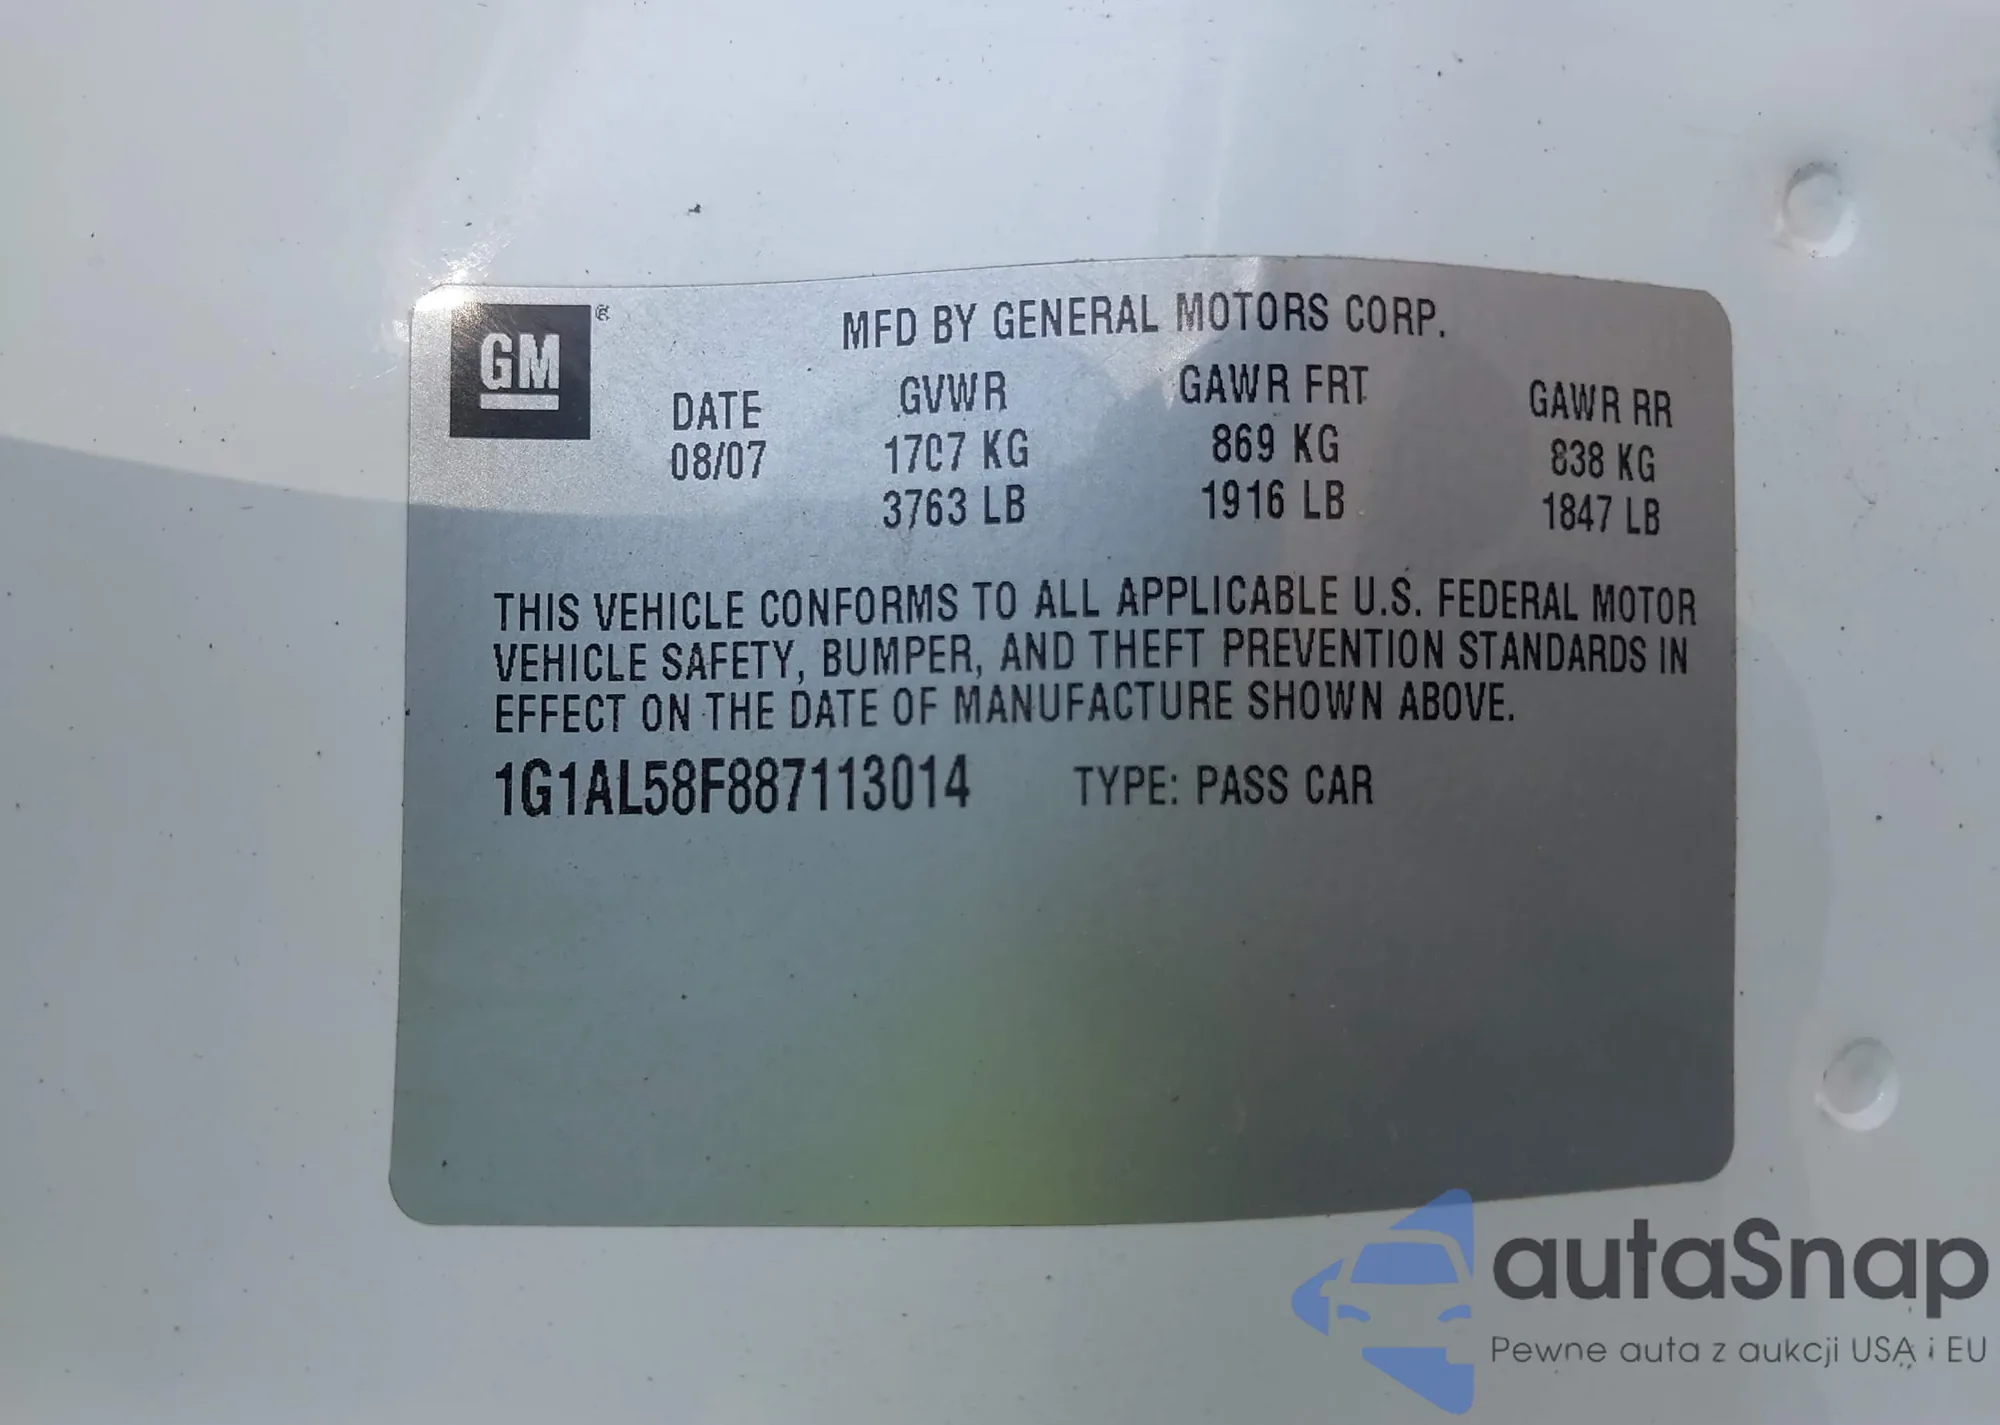 GM ®
MFD BY GENERAL MOTORS CORP.
DATE GVWR GAWR FRT GAWR RR
08/07 1707 KG 869 KG 838 KG
3763 LB 1916 LB 1847 LB
THIS VEHICLE CONFORMS TO ALL APPLICABLE U.S. FEDERAL MOTOR
VEHICLE SAFETY, BUMPER, AND THEFT PREVENTION STANDARDS IN
EFFECT ON THE DATE OF MANUFACTURE SHOWN ABOVE.
1G1AL58F887113014 TYPE: PASS CAR
autaSnap
Pewne auta z aukcji USA i EU